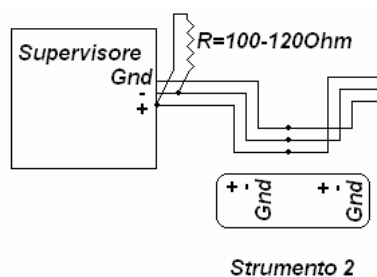 Supervisore
R=100-120Ohm
Gnd
-
+
+ - Gnd + - Gnd
Strumento 2